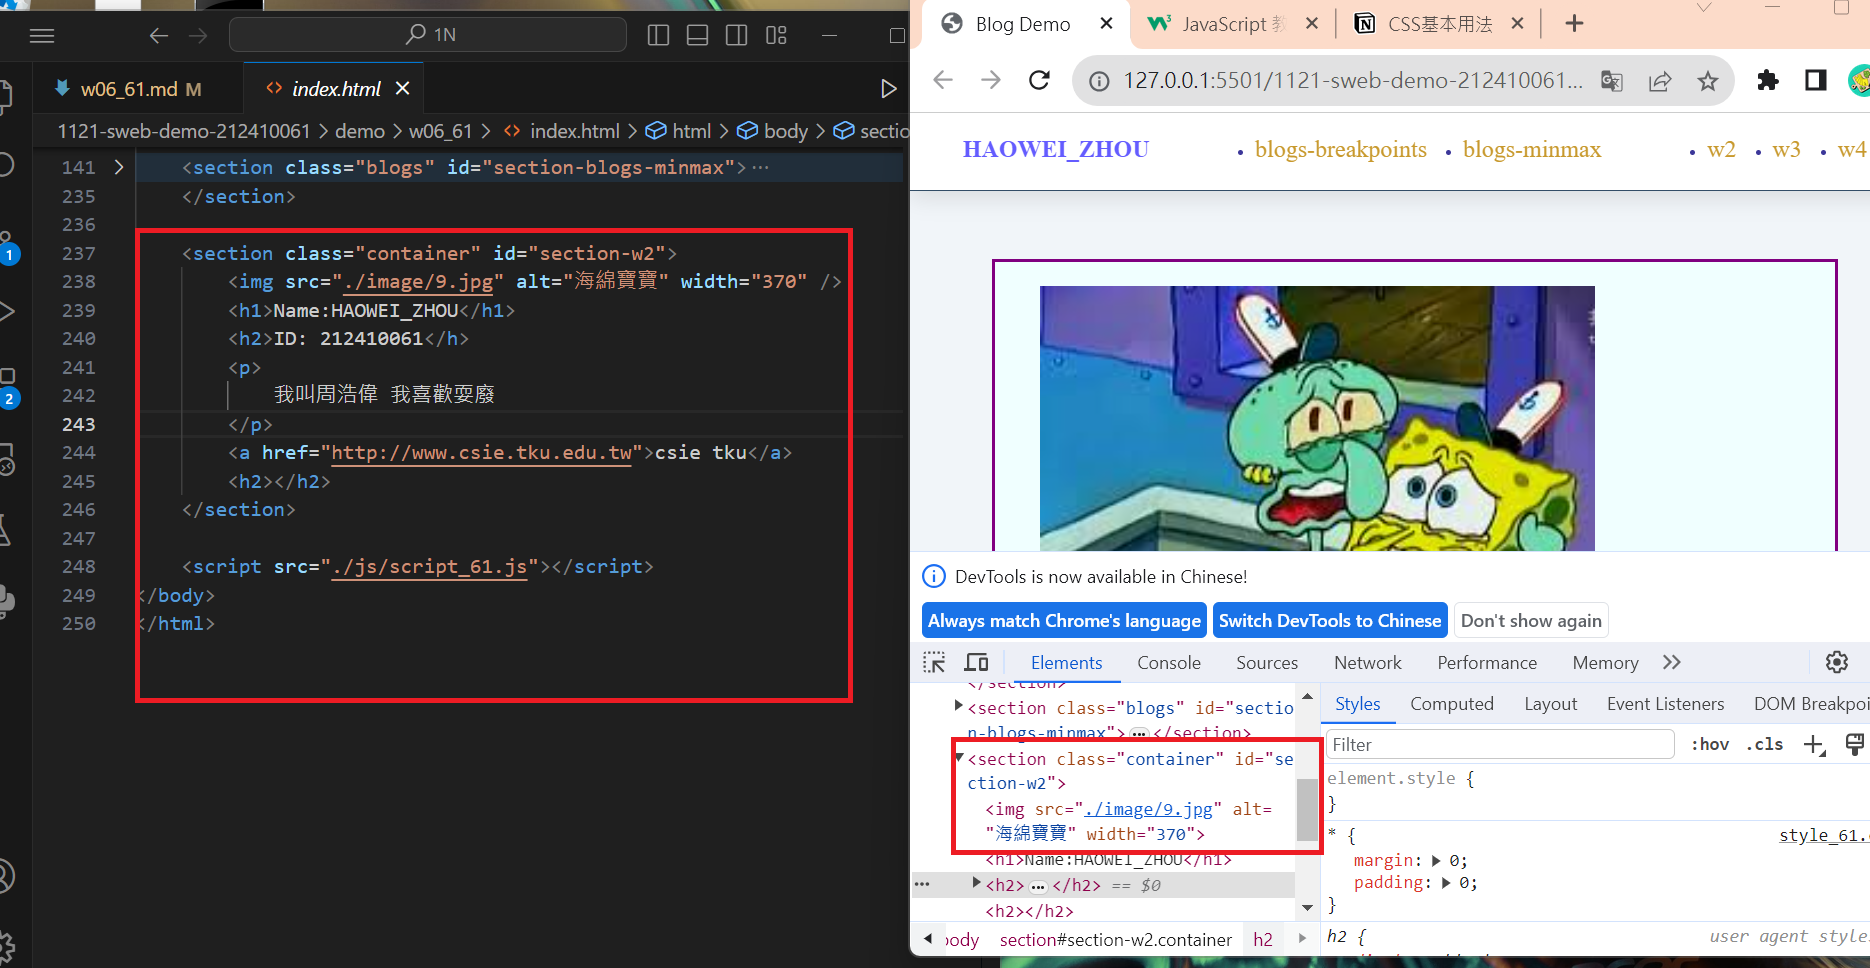 1N
w06_61.md M
index.html
1121-sweb-demo-212410061 > demo > w06_61 > index.html > html > body > sectio
141 <section class="blogs" id="section-blogs-minmax">…
235 </section>
236
237 <section class="container" id="section-w2">
238 <img src="./image/9.jpg" alt="海綿寶寶" width="370" />
239 <h1>Name:HAOWEI_ZHOU</h1>
240 <h2>ID: 212410061</h>
241 <p>
242 我叫周浩偉 我喜歡耍廢
243 </p>
244 <a href="http://www.csie.tku.edu.tw">csie tku</a>
245 <h2></h2>
246 </section>
247
248 <script src="./js/script_61.js"></script>
249 </body>
250 </html>
1
2
Blog Demo
JavaScript 教
CSS基本用法
127.0.0.1:5501/1121-sweb-demo-212410061...
HAOWEI_ZHOU
• blogs-breakpoints • blogs-minmax • w2 • w3 • w4
DevTools is now available in Chinese!
Always match Chrome's language
Switch DevTools to Chinese
Don't show again
Elements Console Sources Network Performance Memory
</section>
<section class="blogs" id="sectio
n-blogs-minmax"> … </section>
<section class="container" id="se
ction-w2">
<img src="./image/9.jpg" alt=
"海綿寶寶" width="370">
<h1>Name:HAOWEI_ZHOU</h1>
<h2> … </h2> == $0
<h2></h2>
body section#section-w2.container h2
Styles Computed Layout Event Listeners DOM Breakpoi
Filter :hov .cls
element.style {
}
* { style_61.
margin: 0;
padding: 0;
}
h2 { user agent style